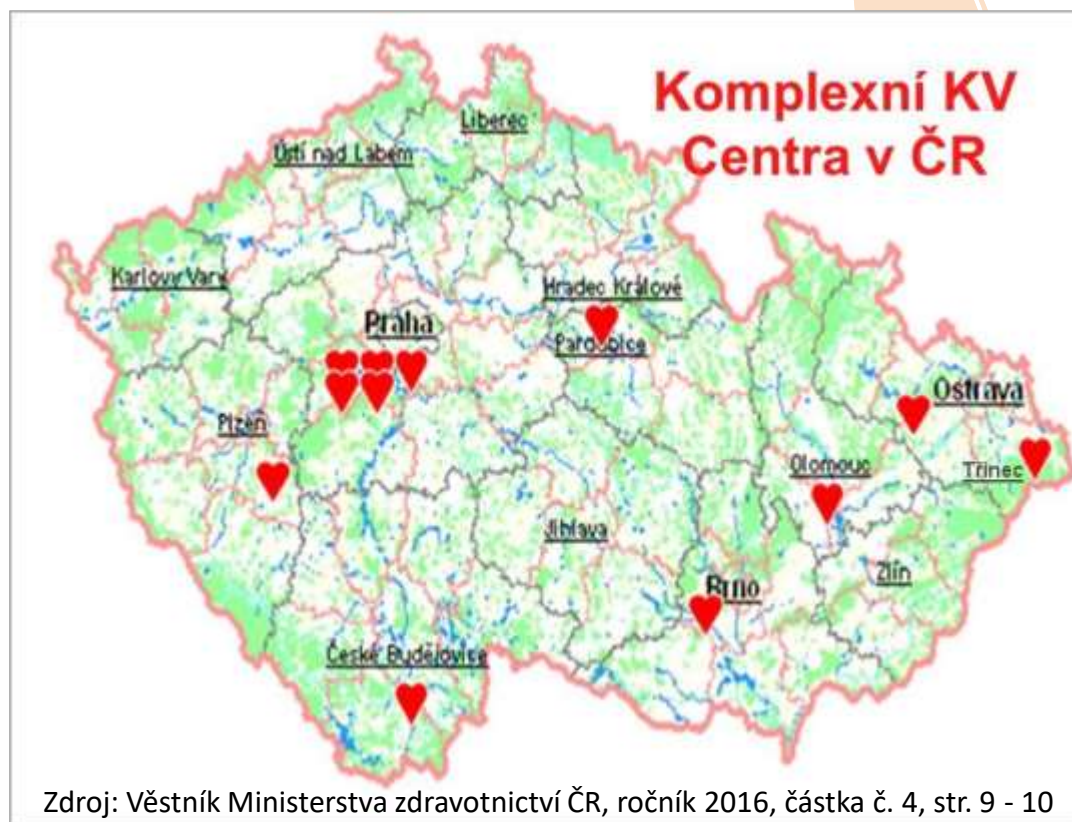 Komplexní KV
Centra v ČR
Liberec
Ústí nad Labem
Karlovy Vary
Hradec Králové
Praha
Pardubice
Ostrava
Plzeň
Olomouc
Třinec
Jihlava
Zlín
Brno
České Budějovice
Zdroj: Věstník Ministerstva zdravotnictví ČR, ročník 2016, částka č. 4, str. 9 - 10